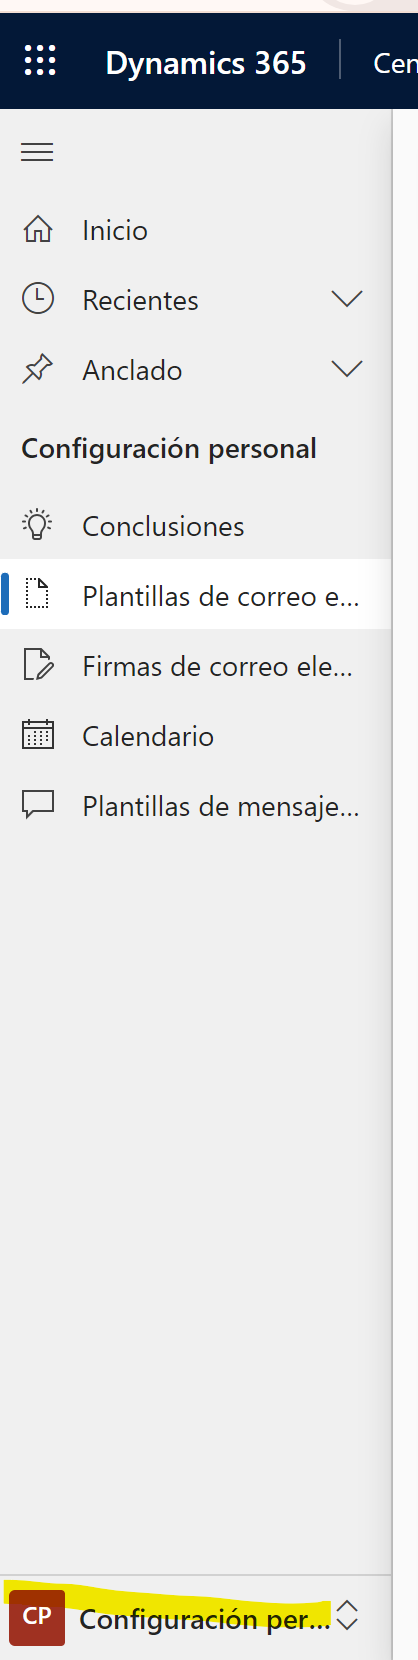 Dynamics 365
Cen
Inicio
Recientes
Anclado
Configuración personal
Conclusiones
Plantillas de correo e...
Firmas de correo ele...
Calendario
Plantillas de mensaje...
CP
Configuración per...